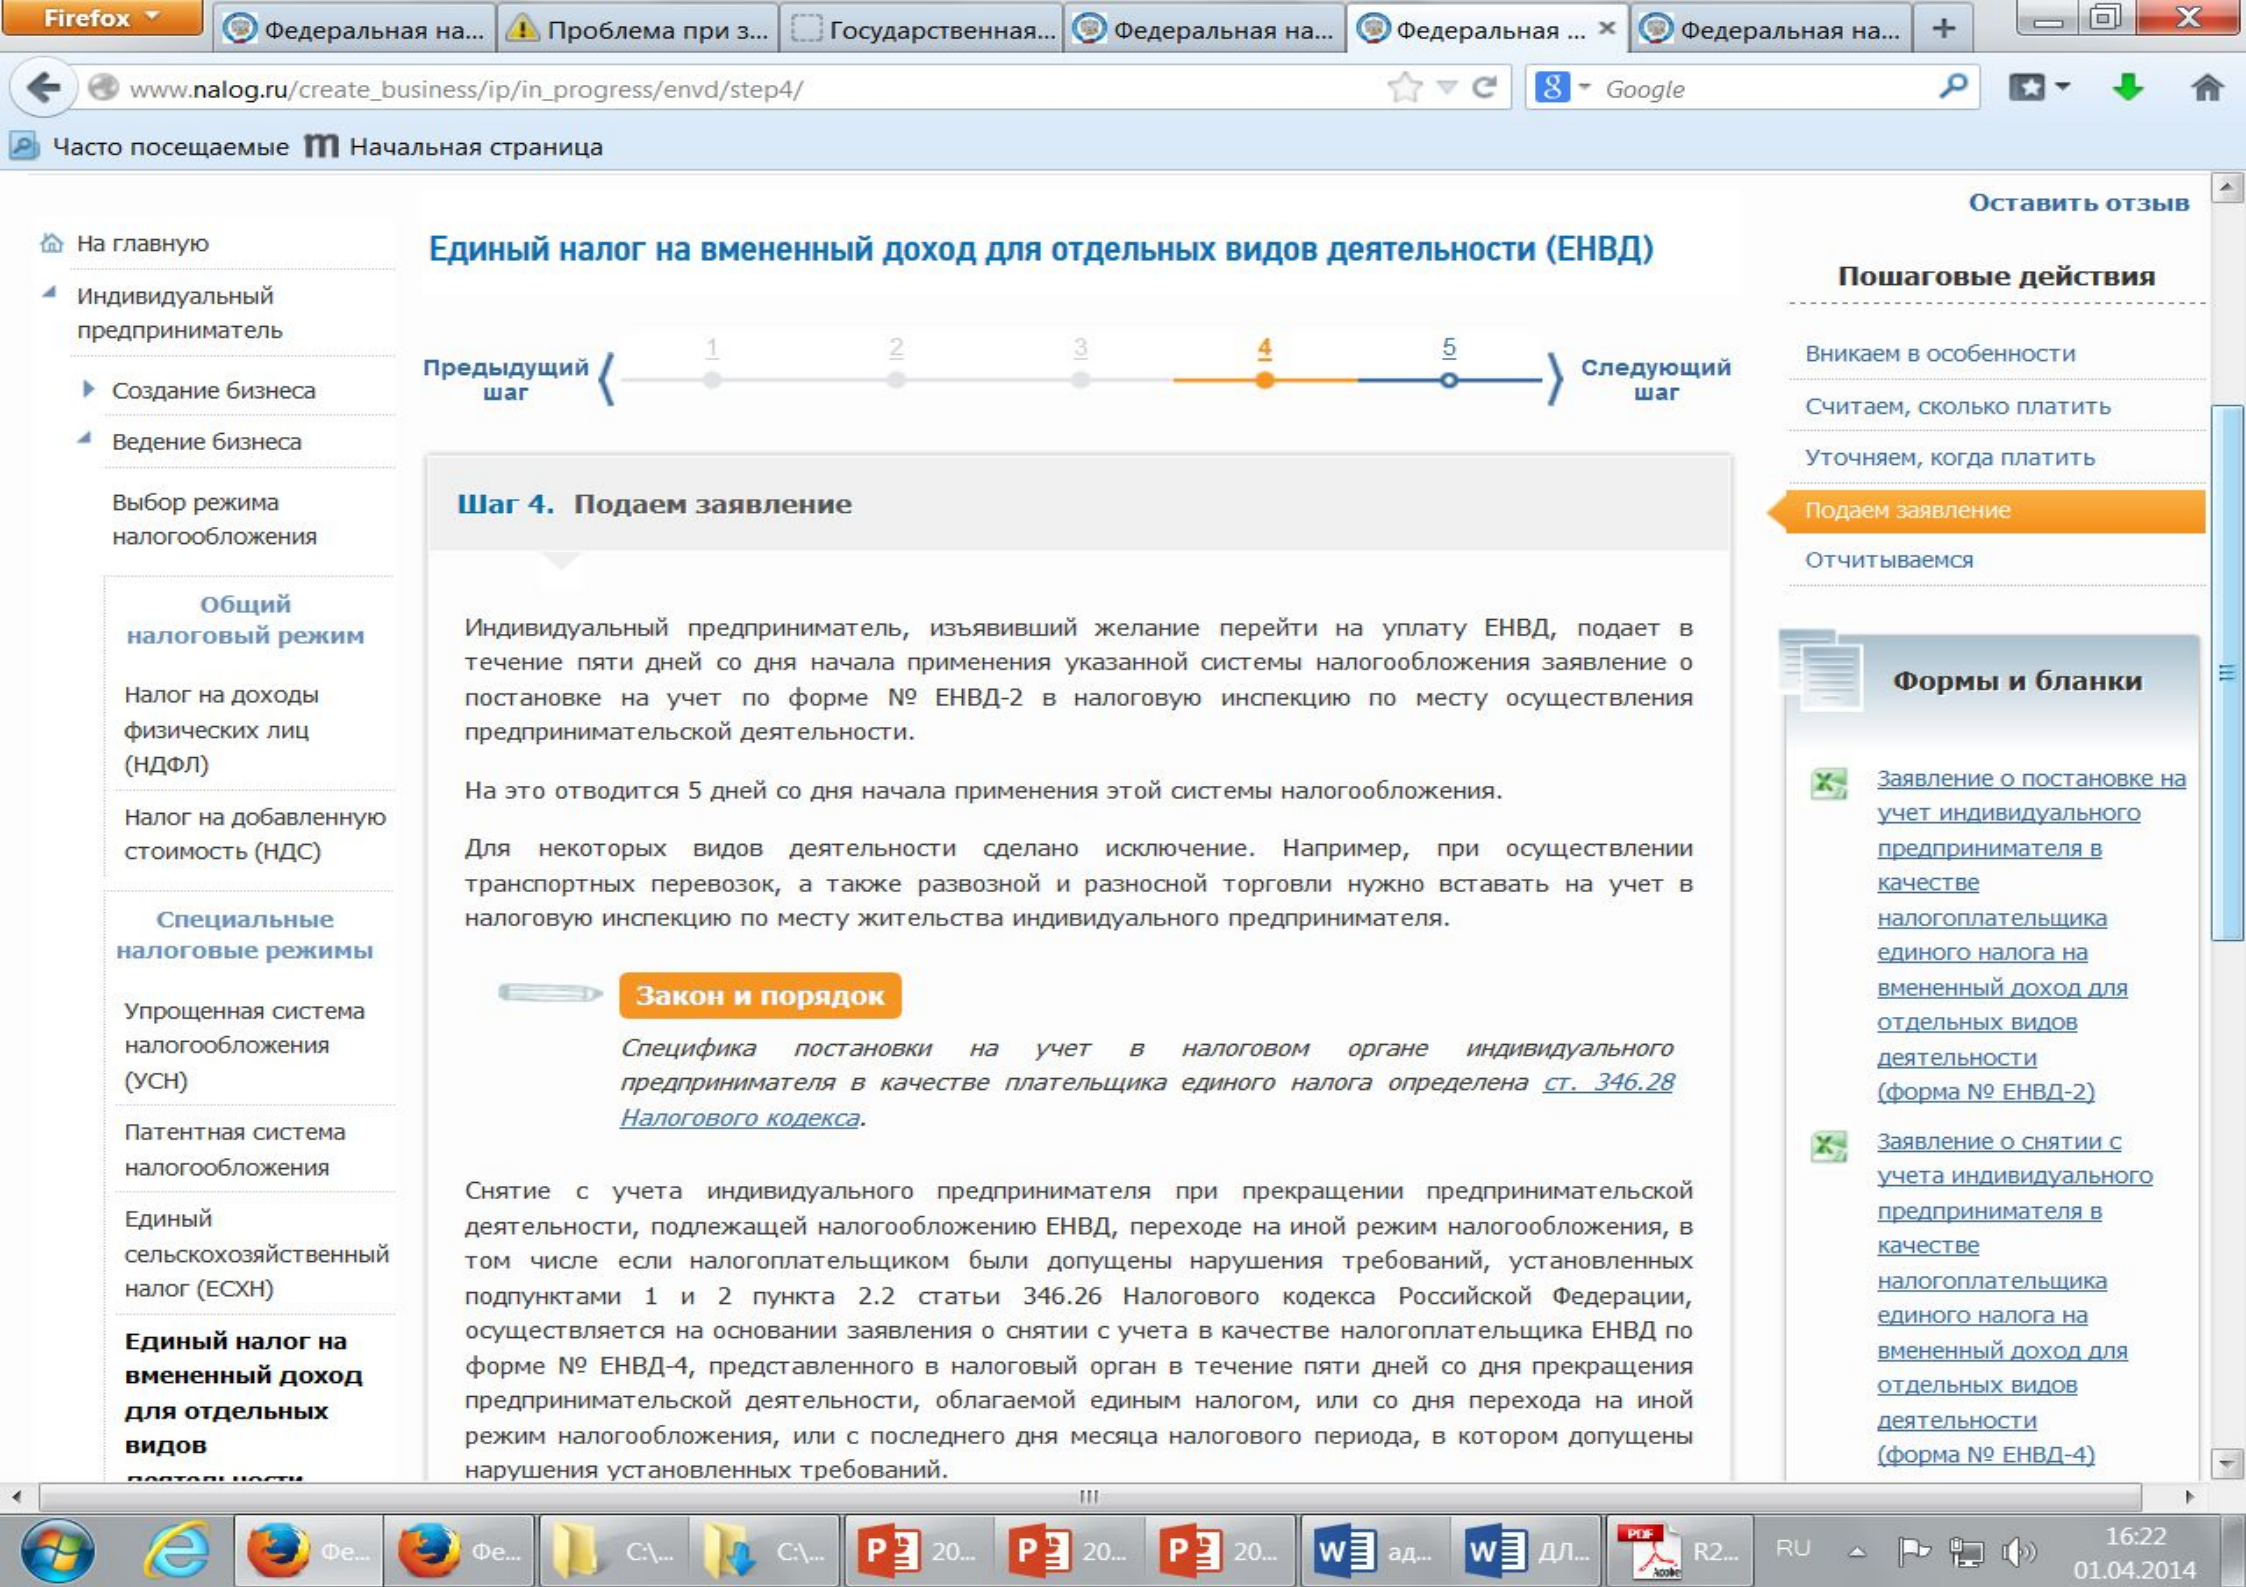 Firefox
Федеральная на...
Проблема при з...
Государственная...
Федеральная на...
Федеральная ...
Федеральная на...
www.nalog.ru/create_business/ip/in_progress/envd/step4/
Google
Часто посещаемые
Начальная страница
Оставить отзыв
На главную
Индивидуальный
предприниматель
Создание бизнеса
Ведение бизнеса
Выбор режима
налогообложения
Общий
налоговый режим
Налог на доходы
физических лиц
(НДФЛ)
Налог на добавленную
стоимость (НДС)
Специальные
налоговые режимы
Упрощенная система
налогообложения
(УСН)
Патентная система
налогообложения
Единый
сельскохозяйственный
налог (ЕСХН)
Единый налог на
вмененный доход
для отдельных
видов
деятельности
Единый налог на вмененный доход для отдельных видов деятельности (ЕНВД)
Предыдущий
шаг
1
2
3
4
5
Следующий
шаг
Шаг 4. Подаем заявление
Индивидуальный предприниматель, изъявивший желание перейти на уплату ЕНВД, подает в
течение пяти дней со дня начала применения указанной системы налогообложения заявление о
постановке на учет по форме № ЕНВД-2 в налоговую инспекцию по месту осуществления
предпринимательской деятельности.
На это отводится 5 дней со дня начала применения этой системы налогообложения.
Для некоторых видов деятельности сделано исключение. Например, при осуществлении
транспортных перевозок, а также развозной и разносной торговли нужно вставать на учет в
налоговую инспекцию по месту жительства индивидуального предпринимателя.
Закон и порядок
Специфика постановки на учет в налоговом органе индивидуального
предпринимателя в качестве плательщика единого налога определена ст. 346.28
Налогового кодекса.
Снятие с учета индивидуального предпринимателя при прекращении предпринимательской
деятельности, подлежащей налогообложению ЕНВД, переходе на иной режим налогообложения, в
том числе если налогоплательщиком были допущены нарушения требований, установленных
подпунктами 1 и 2 пункта 2.2 статьи 346.26 Налогового кодекса Российской Федерации,
осуществляется на основании заявления о снятии с учета в качестве налогоплательщика ЕНВД по
форме № ЕНВД-4, представленного в налоговый орган в течение пяти дней со дня прекращения
предпринимательской деятельности, облагаемой единым налогом, или со дня перехода на иной
режим налогообложения, или с последнего дня месяца налогового периода, в котором допущены
нарушения установленных требований.
Пошаговые действия
Вникаем в особенности
Считаем, сколько платить
Уточняем, когда платить
Подаем заявление
Отчитываемся
Формы и бланки
Заявление о постановке на
учет индивидуального
предпринимателя в
качестве
налогоплательщика
единого налога на
вмененный доход для
отдельных видов
деятельности
(форма № ЕНВД-2)
Заявление о снятии с
учета индивидуального
предпринимателя в
качестве
налогоплательщика
единого налога на
вмененный доход для
отдельных видов
деятельности
(форма № ЕНВД-4)
Фе...
Фе...
C:\...
C:\...
20...
20...
20...
ад...
ДЛ...
PDF
Adobe
R2...
RU
16:22
01.04.2014